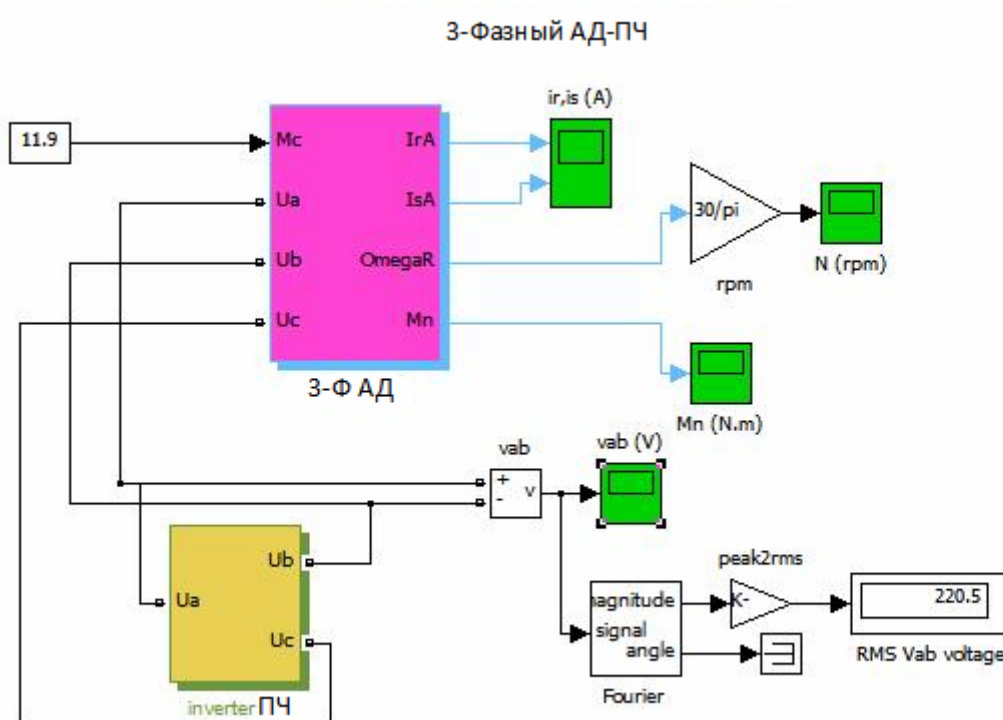 3-Фазный АД-ПЧ
ir,is (A)
11.9
Mc
IrA
Ua
IsA
30/pi
N (rpm)
Ub
OmegaR
rpm
Uc
Mn
3-Ф АД
Mn (N.m)
vab
vab (V)
+
-
v
Ub
Ua
Uc
inverter ПЧ
peak2rms
magnitude
signal
angle
Fourier
K-
220.5
RMS Vab voltage